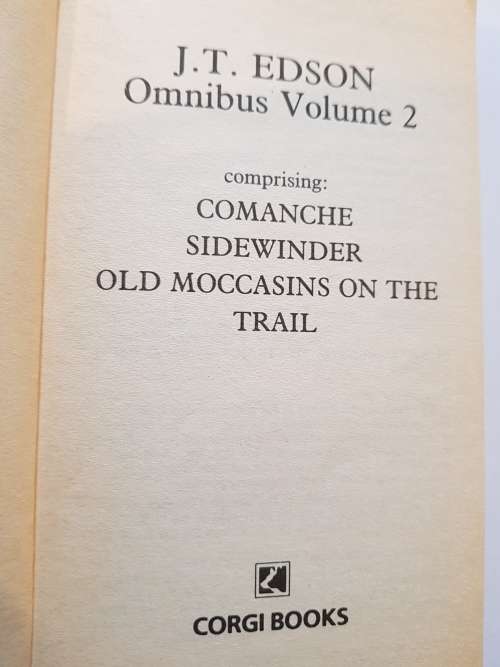 J.T. EDSON
Omnibus Volume 2
comprising:
COMANCHE
SIDEWINDER
OLD MOCCASINS ON THE
TRAIL
CORGI BOOKS